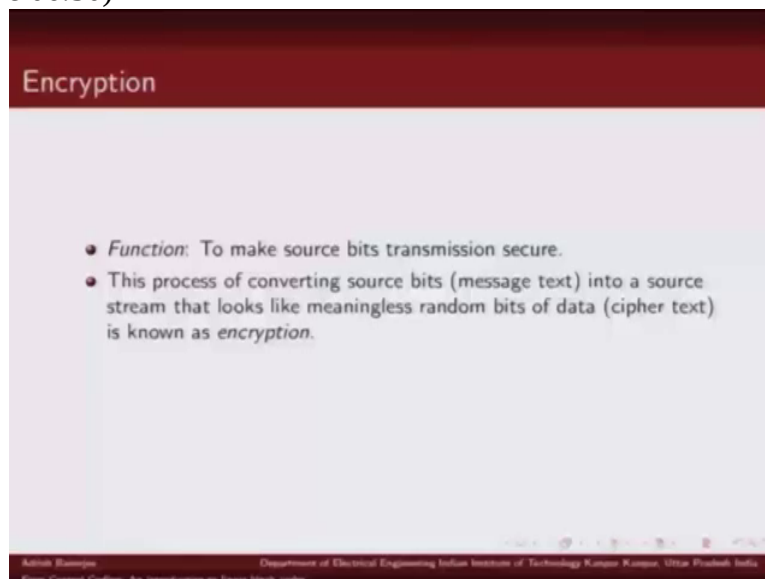 Encryption
Function: To make source bits transmission secure.
This process of converting source bits (message text) into a source
stream that looks like meaningless random bits of data (cipher text)
is known as encryption.
Department of Electrical Engineering Indian Institute of Technology Kanpur Kanpur, Uttar Pradesh India